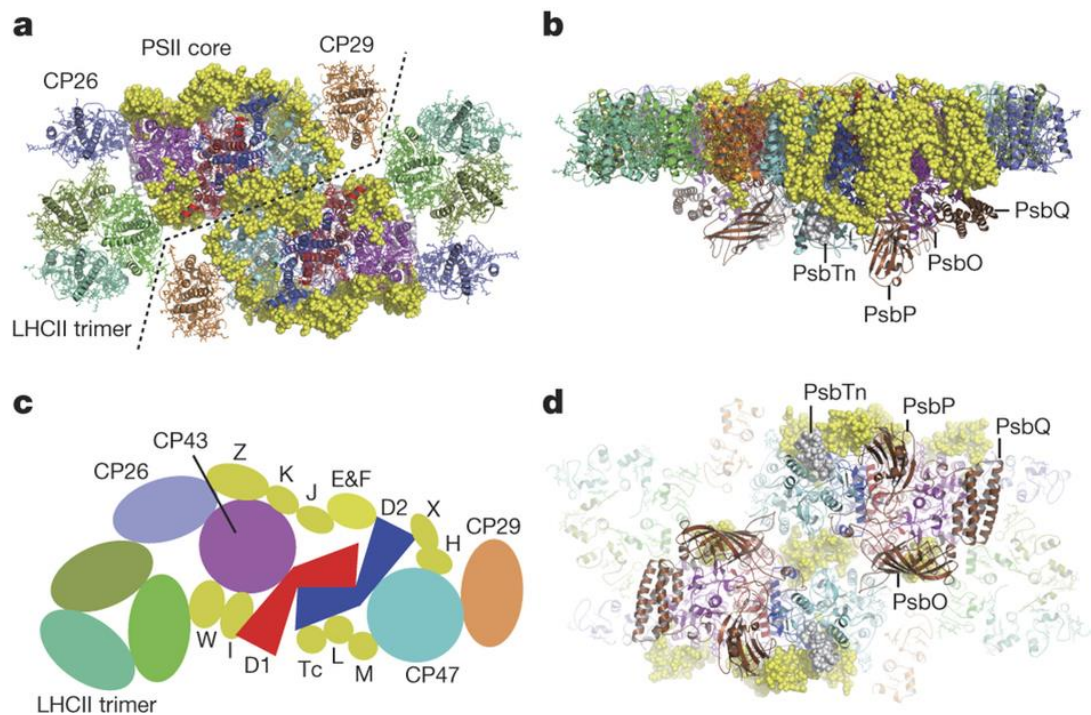 a
PSII core
CP29
CP26
LHCII trimer
b
PsbQ
PsbTn
PsbO
PsbP
c
CP43
Z
CP26
K
J
E&F
D2
X
H
CP29
W
I
D1
Tc
L
M
CP47
LHCII trimer
d
PsbTn
PsbP
PsbQ
PsbO